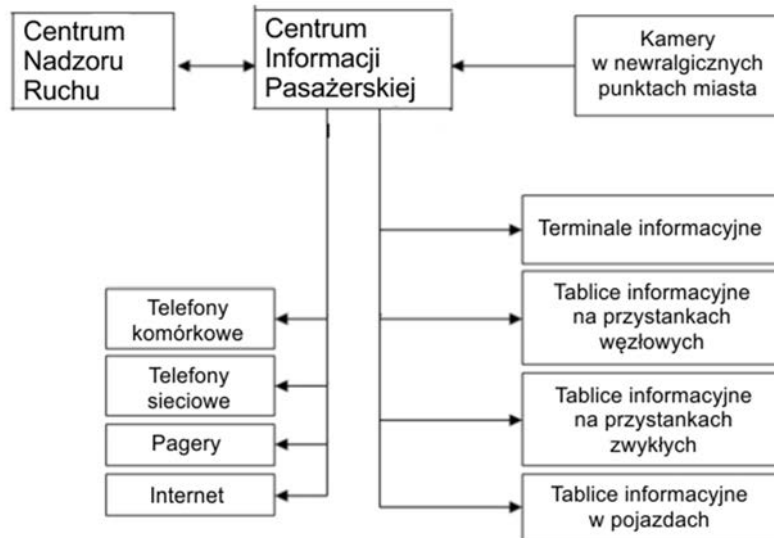 Centrum
Nadzoru
Ruchu
Centrum
Informacji
Pasażerskiej
Kamery
w newralgicznych
punktach miasta
Terminale informacyjne
Tablice informacyjne
na przystankach
węzłowych
Tablice informacyjne
na przystankach
zwykłych
Tablice informacyjne
w pojazdach
Telefony
komórkowe
Telefony
sieciowe
Pagery
Internet